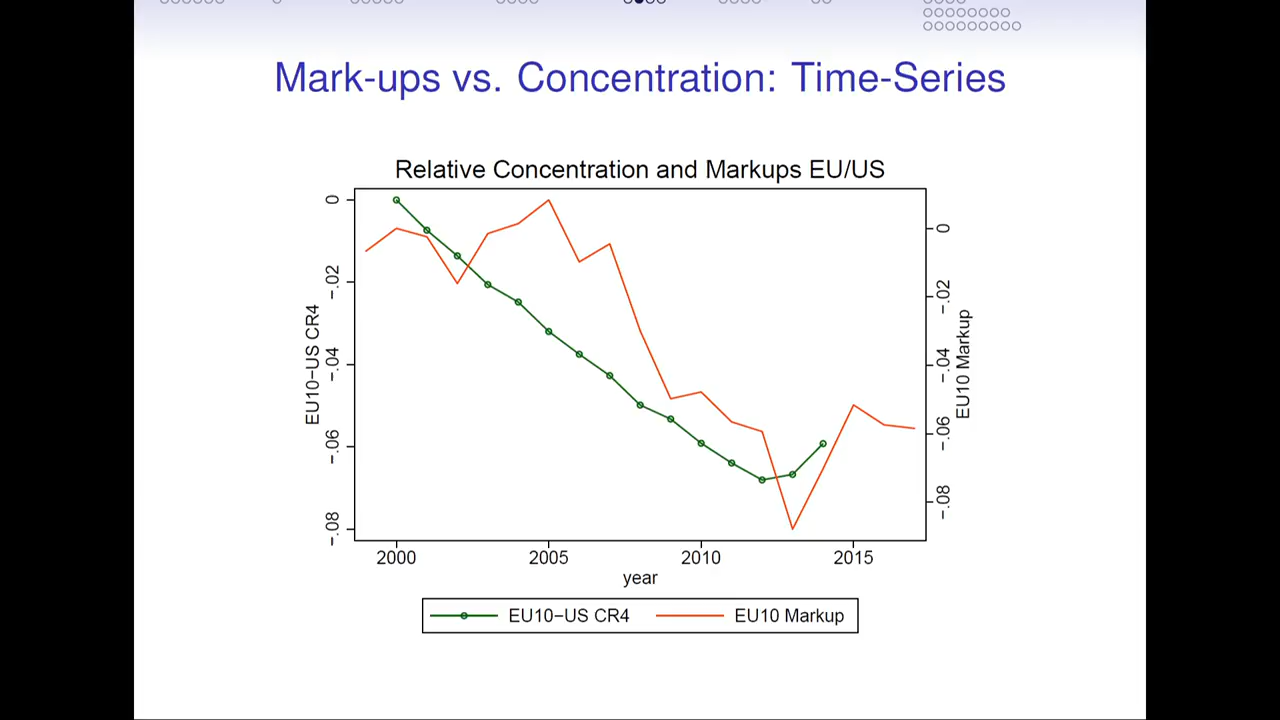 Mark-ups vs. Concentration: Time-Series
Relative Concentration and Markups EU/US
0
−.02
−.04
−.06
−.08
EU10−US CR4
0
−.02
−.04
−.06
−.08
EU10 Markup
2000
2005
2010
2015
year
EU10−US CR4
EU10 Markup